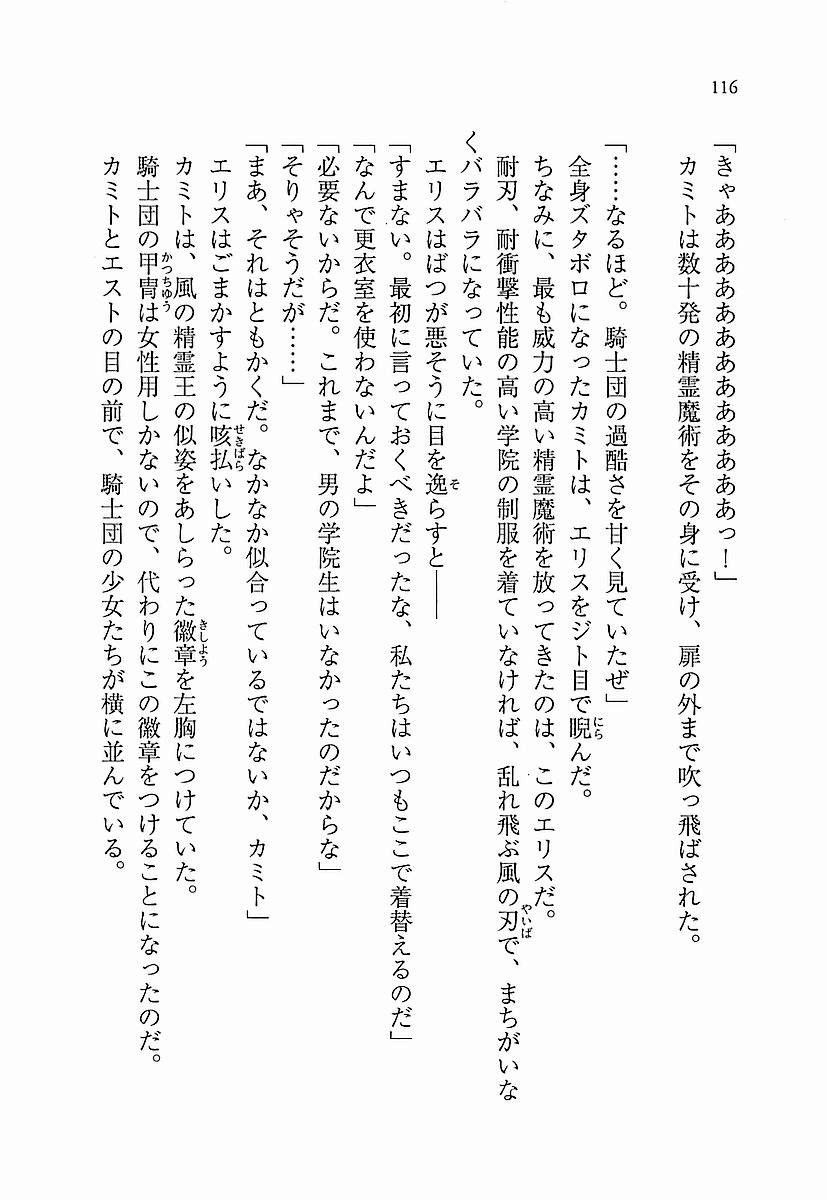 116
「きゃああああああああああああああっ！」
カミトは数十発の精霊魔術をその身に受け、扉の外まで吹っ飛ばされた。
「……なるほど。騎士団の過酷さを甘く見ていたぜ」
全身ズタボロになったカミトは、エリスをジト目で睨んだ。
ちなみに、最も威力の高い精霊魔術を放ってきたのは、このエリスだ。
耐刃、耐衝撃性能の高い学院の制服を着ていなければ、乱れ飛ぶ風の刃で、まちがいな
くバラバラになっていた。
エリスはばつが悪そうに目を逸らすと――
「すまない。最初に言っておくべきだったな、私たちはいつもここで着替えるのだ」
「なんで更衣室を使わないんだよ」
「必要ないからだ。これまで、男の学院生はいなかったのだからな」
「そりゃそうだが……」
「まあ、それはともかくだ。なかなか似合っているではないか、カミト」
エリスはごまかすように咳払いした。
カミトは、風の精霊王の似姿をあしらった徽章を左胸につけていた。
騎士団の甲冑は女性用しかないので、代わりにこの徽章をつけることになったのだ。
カミトとエストの目の前で、騎士団の少女たちが横に並んでいる。